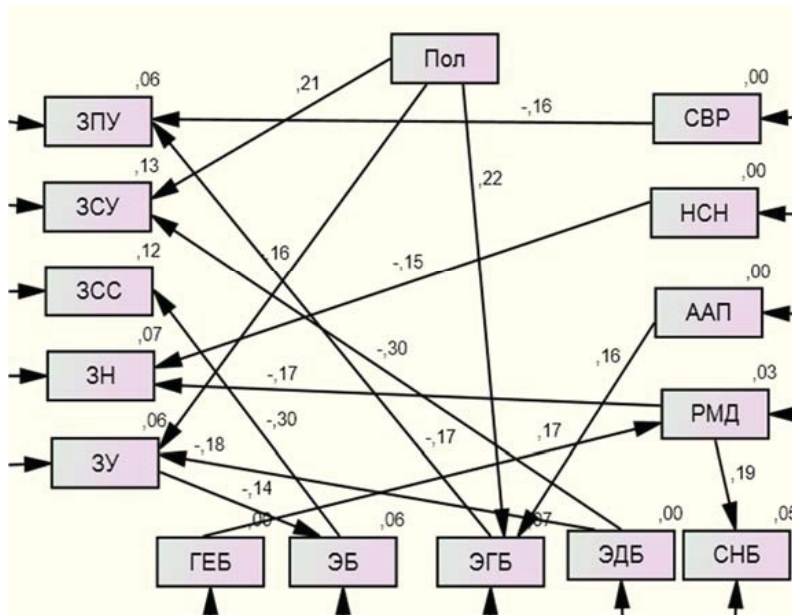 Пол
,06
ЗПУ
,21
-,16
,00
СВР
,13
ЗСУ
,22
,00
НСН
,12
ЗСС
,16
-,15
,00
ААП
,07
ЗН
-,30
,16
-,17
,03
РМД
,06
ЗУ
-,18
-,30
-,17
,17
,19
-,14
ГЕБ
,06
ЭБ
,07
ЭГБ
,00
ЭДБ
,05
СНБ